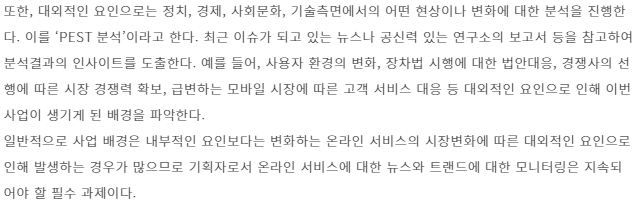 또한, 대외적인 요인으로는 정치, 경제, 사회문화, 기술측면에서의 어떤 현상이나 변화에 대한 분석을 진행한
다. 이를 ‘PEST 분석’이라고 한다. 최근 이슈가 되고 있는 뉴스나 공신력 있는 연구소의 보고서 등을 참고하여
분석결과의 인사이트를 도출한다. 예를 들어, 사용자 환경의 변화, 장차법 시행에 대한 법안대응, 경쟁사의 선
행에 따른 시장 경쟁력 확보, 급변하는 모바일 시장에 따른 고객 서비스 대응 등 대외적인 요인으로 인해 이번
사업이 생기게 된 배경을 파악한다.
일반적으로 사업 배경은 내부적인 요인보다는 변화하는 온라인 서비스의 시장변화에 따른 대외적인 요인으로
인해 발생하는 경우가 많으므로 기획자로서 온라인 서비스에 대한 뉴스와 트랜드에 대한 모니터링은 지속되
어야 할 필수 과제이다.